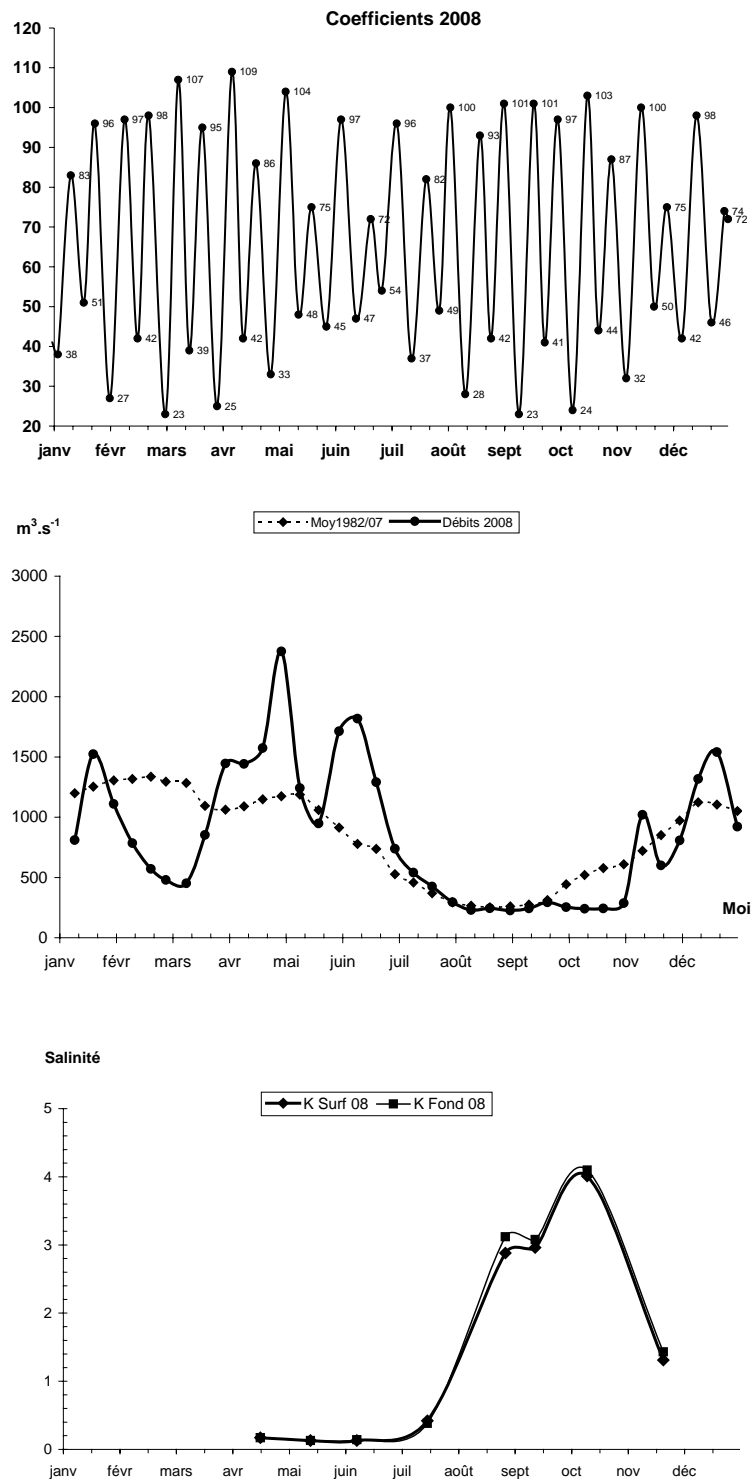 Coefficients 2008
120
110
100
90
80
70
60
50
40
30
20
83 96 97 98 107 95 109 86 104 75 97 72 96 82 100 93 101 101 97 103 87 100 75 98 74
72
38 51 27 42 23 39 25 42 33 48 45 47 54 37 49 28 42 23 41 24 44 32 50 42 46
janv févr mars avr mai juin juil août sept oct nov déc
m³.s⁻¹
Moy1982/07 Débits 2008
3000
2500
2000
1500
1000
500
0
Moi
janv févr mars avr mai juin juil août sept oct nov déc
Salinité
K Surf 08 K Fond 08
5
4
3
2
1
0
janv févr mars avr mai juin juil août sept oct nov déc